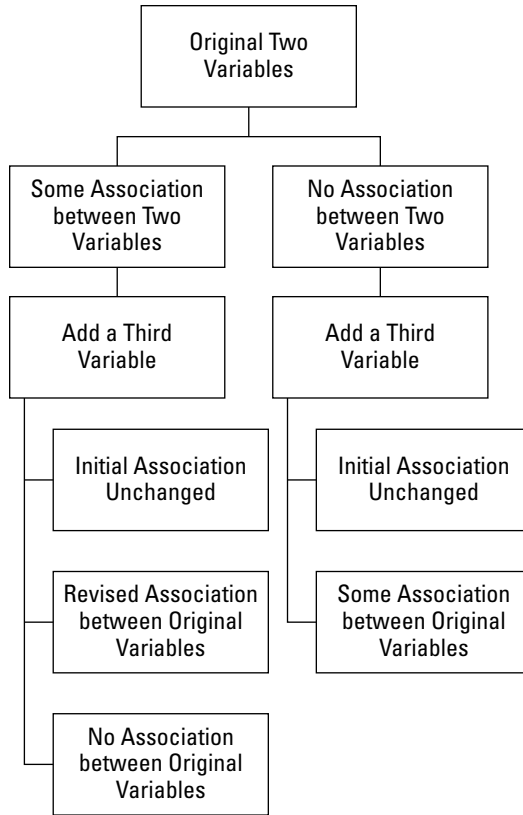 Original Two
Variables
Some Association
between Two
Variables
No Association
between Two
Variables
Add a Third
Variable
Add a Third
Variable
Initial Association
Unchanged
Initial Association
Unchanged
Revised Association
between Original
Variables
Some Association
between Original
Variables
No Association
between Original
Variables